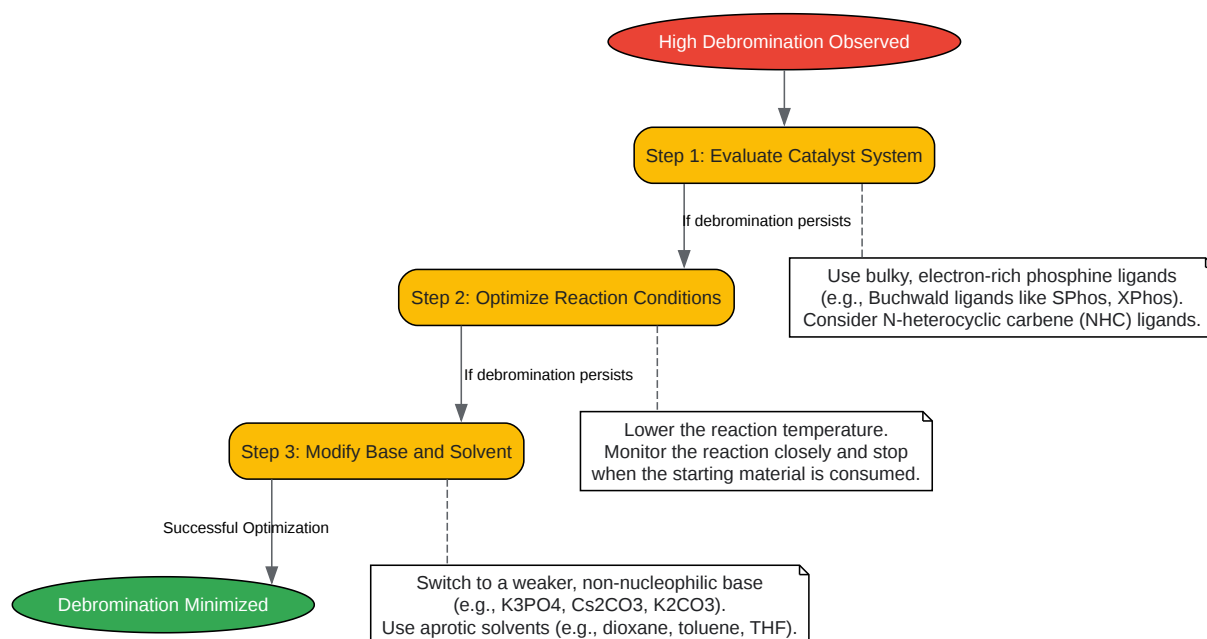 High Debromination Observed
Step 1: Evaluate Catalyst System
If debromination persists
Use bulky, electron-rich phosphine ligands
(e.g., Buchwald ligands like SPhos, XPhos).
Consider N-heterocyclic carbene (NHC) ligands.
Step 2: Optimize Reaction Conditions
If debromination persists
Lower the reaction temperature.
Monitor the reaction closely and stop
when the starting material is consumed.
Step 3: Modify Base and Solvent
Successful Optimization
Switch to a weaker, non-nucleophilic base
(e.g., K3PO4, Cs2CO3, K2CO3).
Use aprotic solvents (e.g., dioxane, toluene, THF).
Debromination Minimized